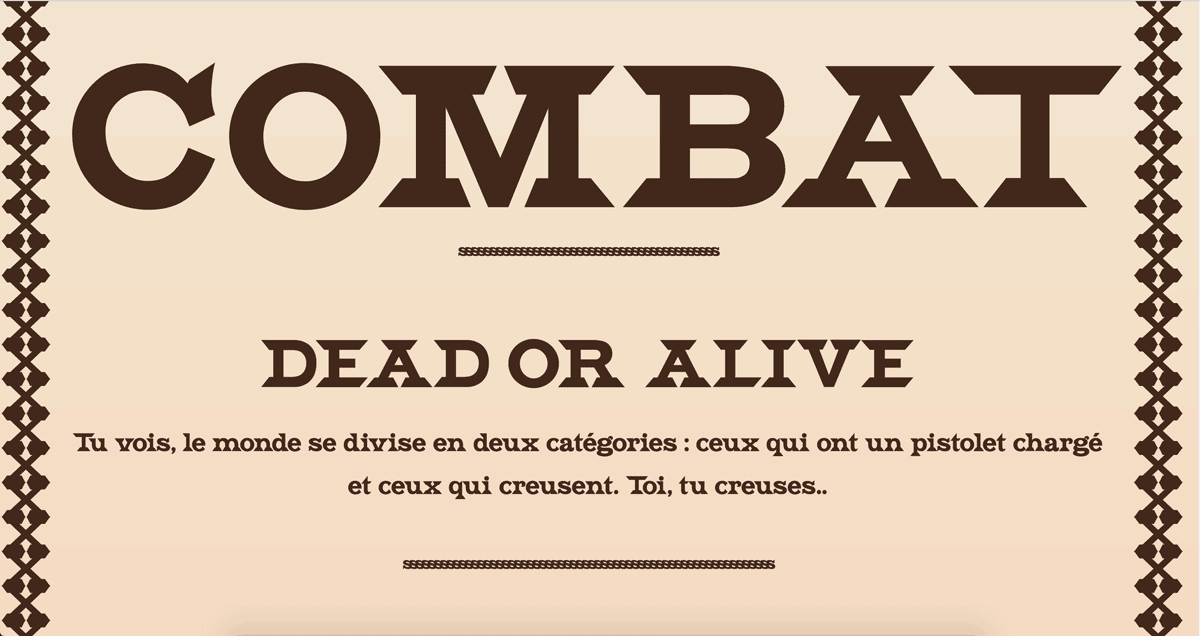 COMBAT
DEAD OR ALIVE
Tu vois, le monde se divise en deux catégories : ceux qui ont un pistolet chargé
et ceux qui creusent. Toi, tu creuses..